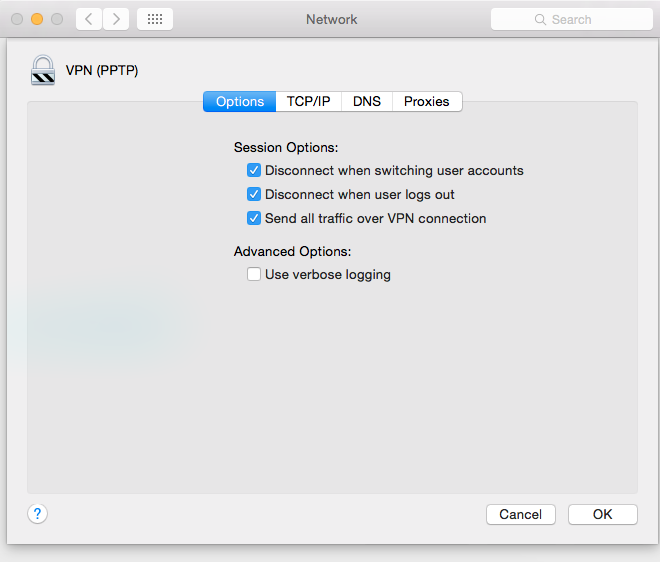 Network
Search
VPN (PPTP)
Options TCP/IP DNS Proxies
Session Options:
Disconnect when switching user accounts
Disconnect when user logs out
Send all traffic over VPN connection
Advanced Options:
Use verbose logging
? Cancel OK